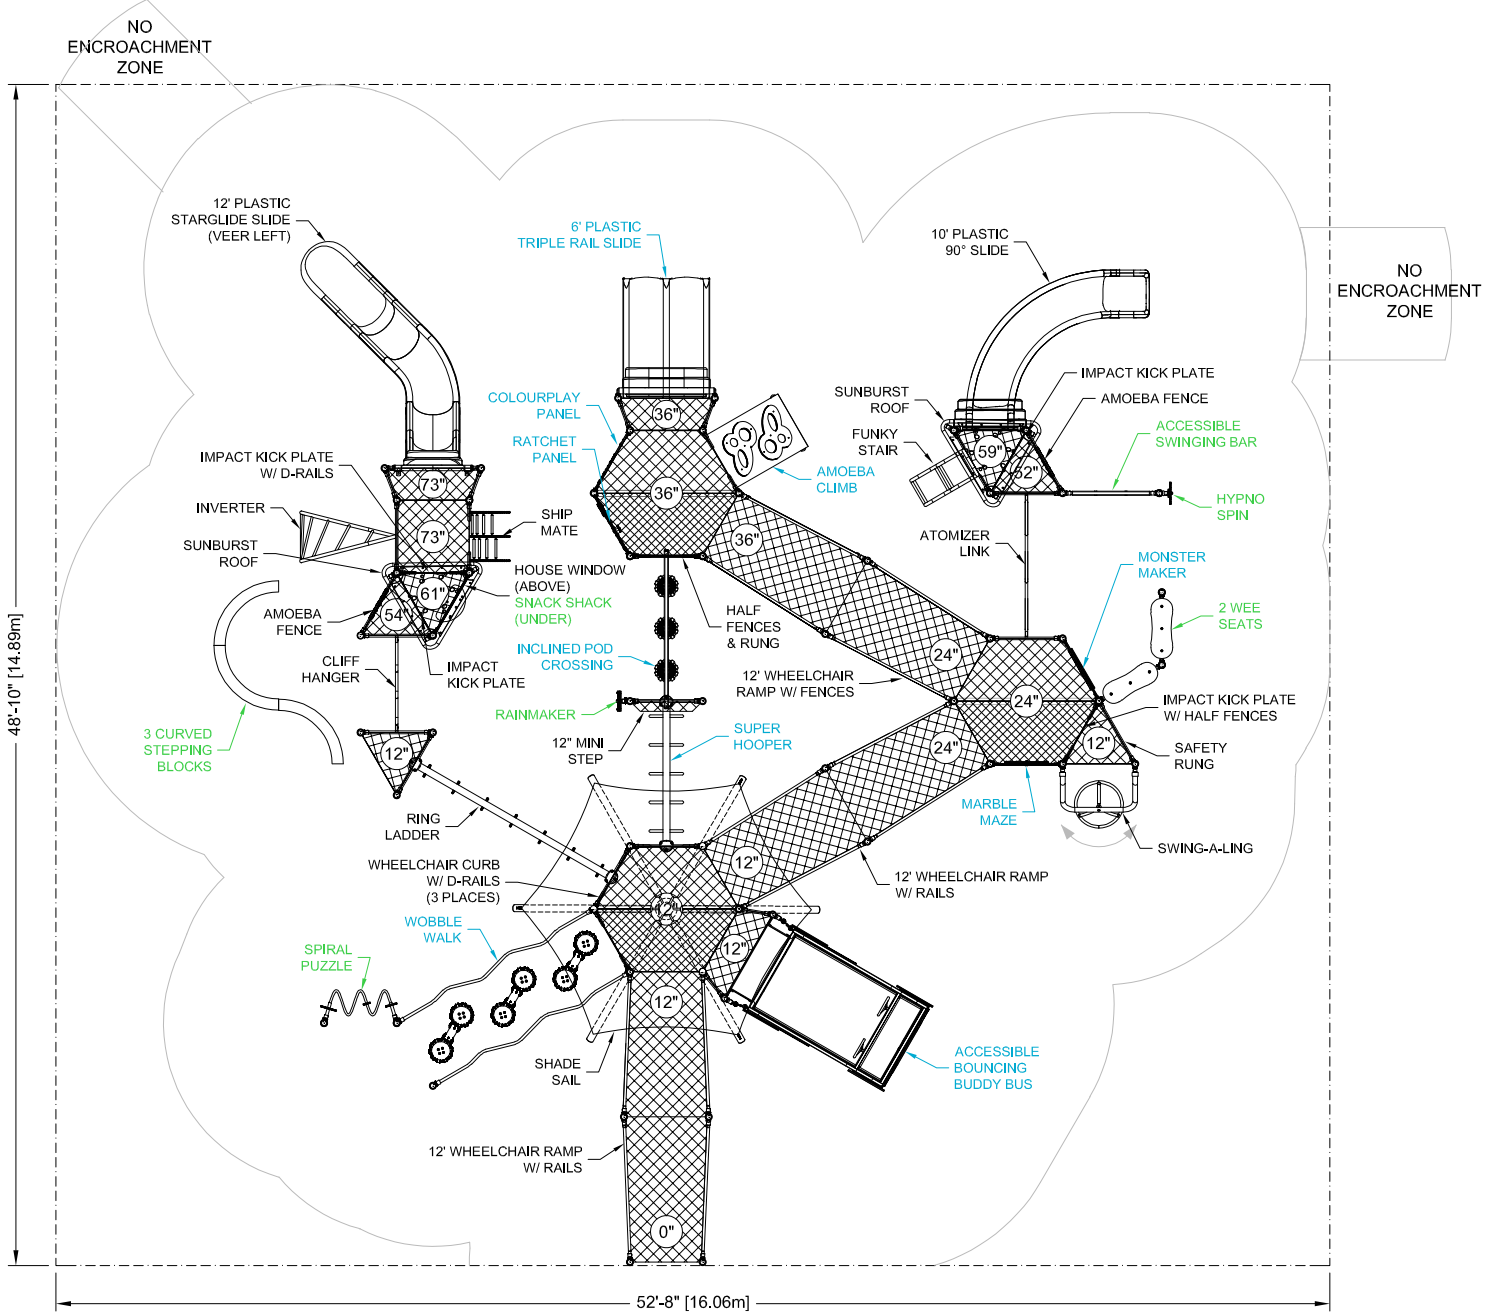 NO
ENCROACHMENT
ZONE
12' PLASTIC
STARGLIDE SLIDE
(VEER LEFT)
6' PLASTIC
TRIPLE RAIL SLIDE
10' PLASTIC
90° SLIDE
NO
ENCROACHMENT
ZONE
COLOURPLAY
PANEL
RATCHET
PANEL
36"
36"
36"
AMOEBA
CLIMB
SUNBURST
ROOF
FUNKY
STAIR
IMPACT KICK PLATE
AMOEBA FENCE
59"
52"
ACCESSIBLE
SWINGING BAR
HYPNO
SPIN
IMPACT KICK PLATE
W/ D-RAILS
INVERTER
SUNBURST
ROOF
73"
73"
61"
54"
SHIP
MATE
HOUSE WINDOW
(ABOVE)
SNACK SHACK
(UNDER)
AMOEBA
FENCE
CLIFF
HANGER
IMPACT
KICK PLATE
INCLINED POD
CROSSING
HALF
FENCES
& RUNG
ATOMIZER
LINK
MONSTER
MAKER
2 WEE
SEATS
12' WHEELCHAIR
RAMP W/ FENCES
24"
24"
24"
IMPACT KICK PLATE
W/ HALF FENCES
12"
SAFETY
RUNG
48'-10" [14.89m]
3 CURVED
STEPPING
BLOCKS
12"
RAINMAKER
12" MINI
STEP
SUPER
HOOPER
MARBLE
MAZE
SWING-A-LING
RING
LADDER
WHEELCHAIR CURB
W/ D-RAILS
(3 PLACES)
12"
12' WHEELCHAIR RAMP
W/ RAILS
WOBBLE
WALK
SPIRAL
PUZZLE
12"
12"
SHADE
SAIL
ACCESSIBLE
BOUNCING
BUDDY BUS
12' WHEELCHAIR RAMP
W/ RAILS
0"
52'-8" [16.06m]